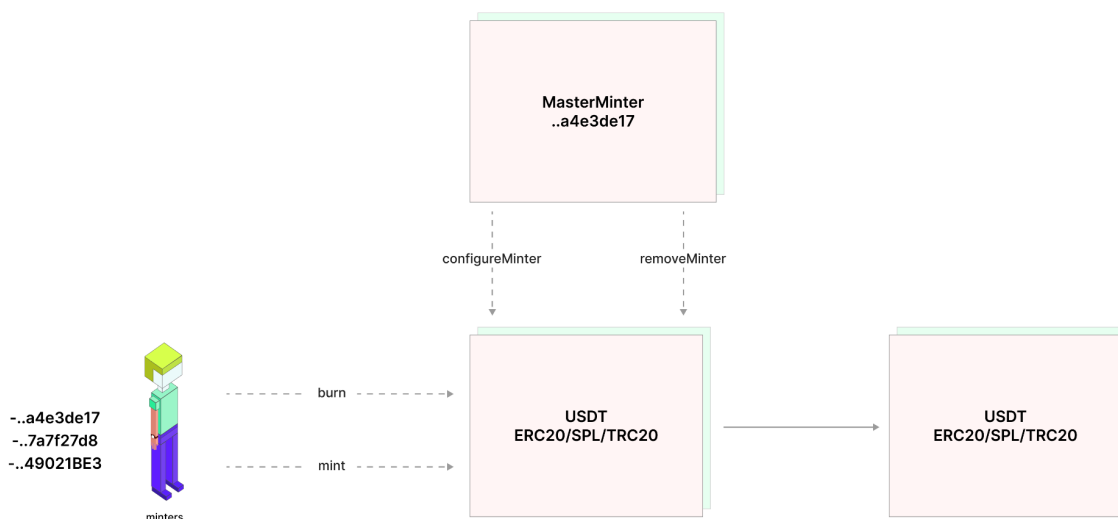 MasterMinter
..a4e3de17
configureMinter
removeMinter
burn
-..a4e3de17
-..7a7f27d8
-..49021BE3
mint
minters
USDT
ERC20/SPL/TRC20
USDT
ERC20/SPL/TRC20